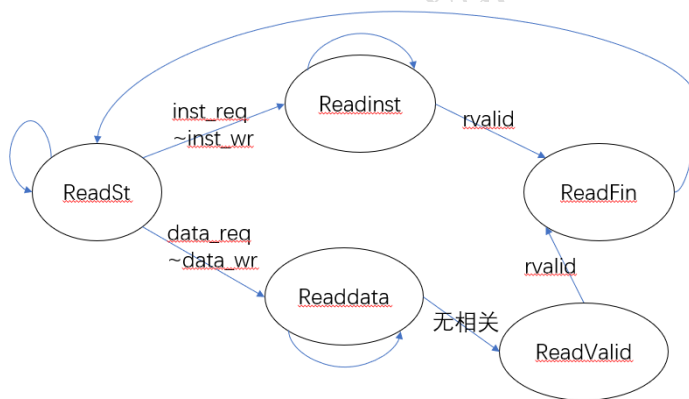 Readinst
inst_req
~inst_wr
rvalid
ReadSt
ReadFin
data_req
~data_wr
rvalid
Readdata
无相关
ReadValid